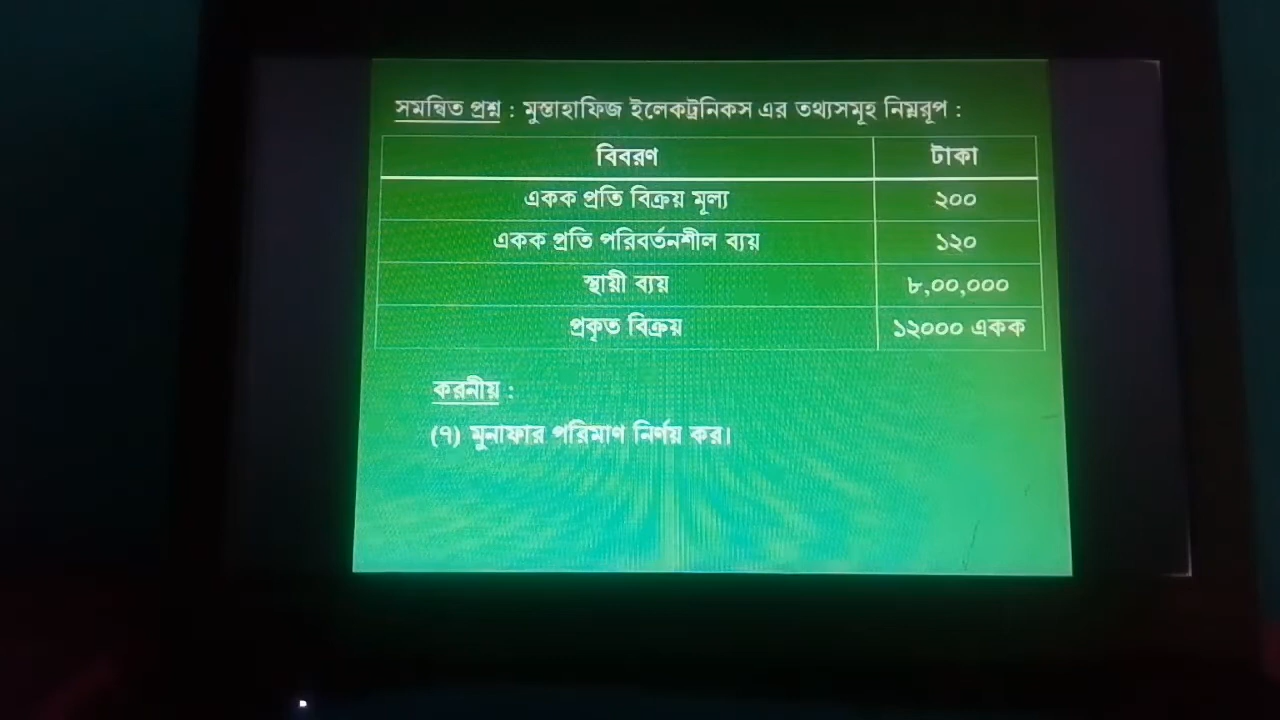 সমন্বিত প্রশ্ন : মুস্তাহাফিজ ইলেকট্রনিকস এর তথ্যসমূহ নিম্নরূপ :
বিবরণ টাকা
একক প্রতি বিক্রয় মূল্য ২০০
একক প্রতি পরিবর্তনশীল ব্যয় ১২০
স্থায়ী ব্যয় ৮,০০,০০০
প্রকৃত বিক্রয় ১২০০০ একক
করনীয় :
(৭) মুনাফার পরিমাণ নির্ণয় কর।